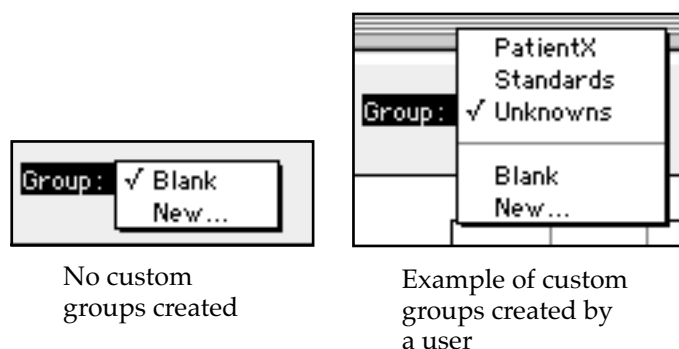 Group: √ Blank
New...
No custom
groups created
PatientX
Standards
Group: √ Unknowns
Blank
New...
Example of custom
groups created by
a user